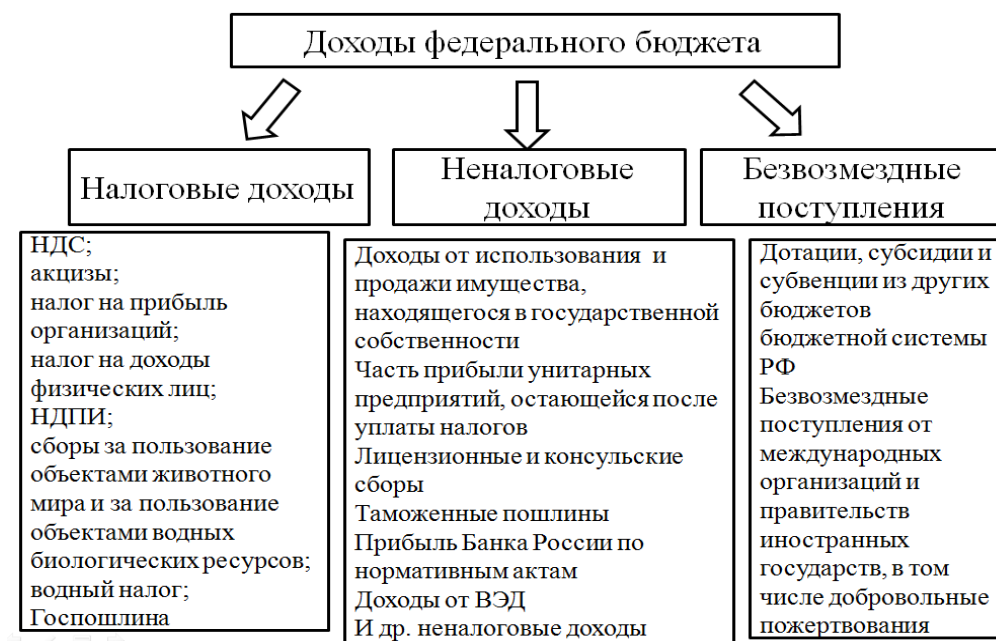 Доходы федерального бюджета
Налоговые доходы
НДС;
акцизы;
налог на прибыль
организаций;
налог на доходы
физических лиц;
НДПИ;
сборы за пользование
объектами животного
мира и за пользование
объектами водных
биологических ресурсов;
водный налог;
Госпошлина
Неналоговые
доходы
Доходы от использования и
продажи имущества,
находящегося в государственной
собственности
Часть прибыли унитарных
предприятий, остающейся после
уплаты налогов
Лицензионные и консульские
сборы
Таможенные пошлины
Прибыль Банка России по
нормативным актам
Доходы от ВЭД
И др. неналоговые доходы
Безвозмездные
поступления
Дотации, субсидии и
субвенции из других
бюджетов
бюджетной системы
РФ
Безвозмездные
поступления от
международных
организаций и
правительств
иностранных
государств, в том
числе добровольные
пожертвования